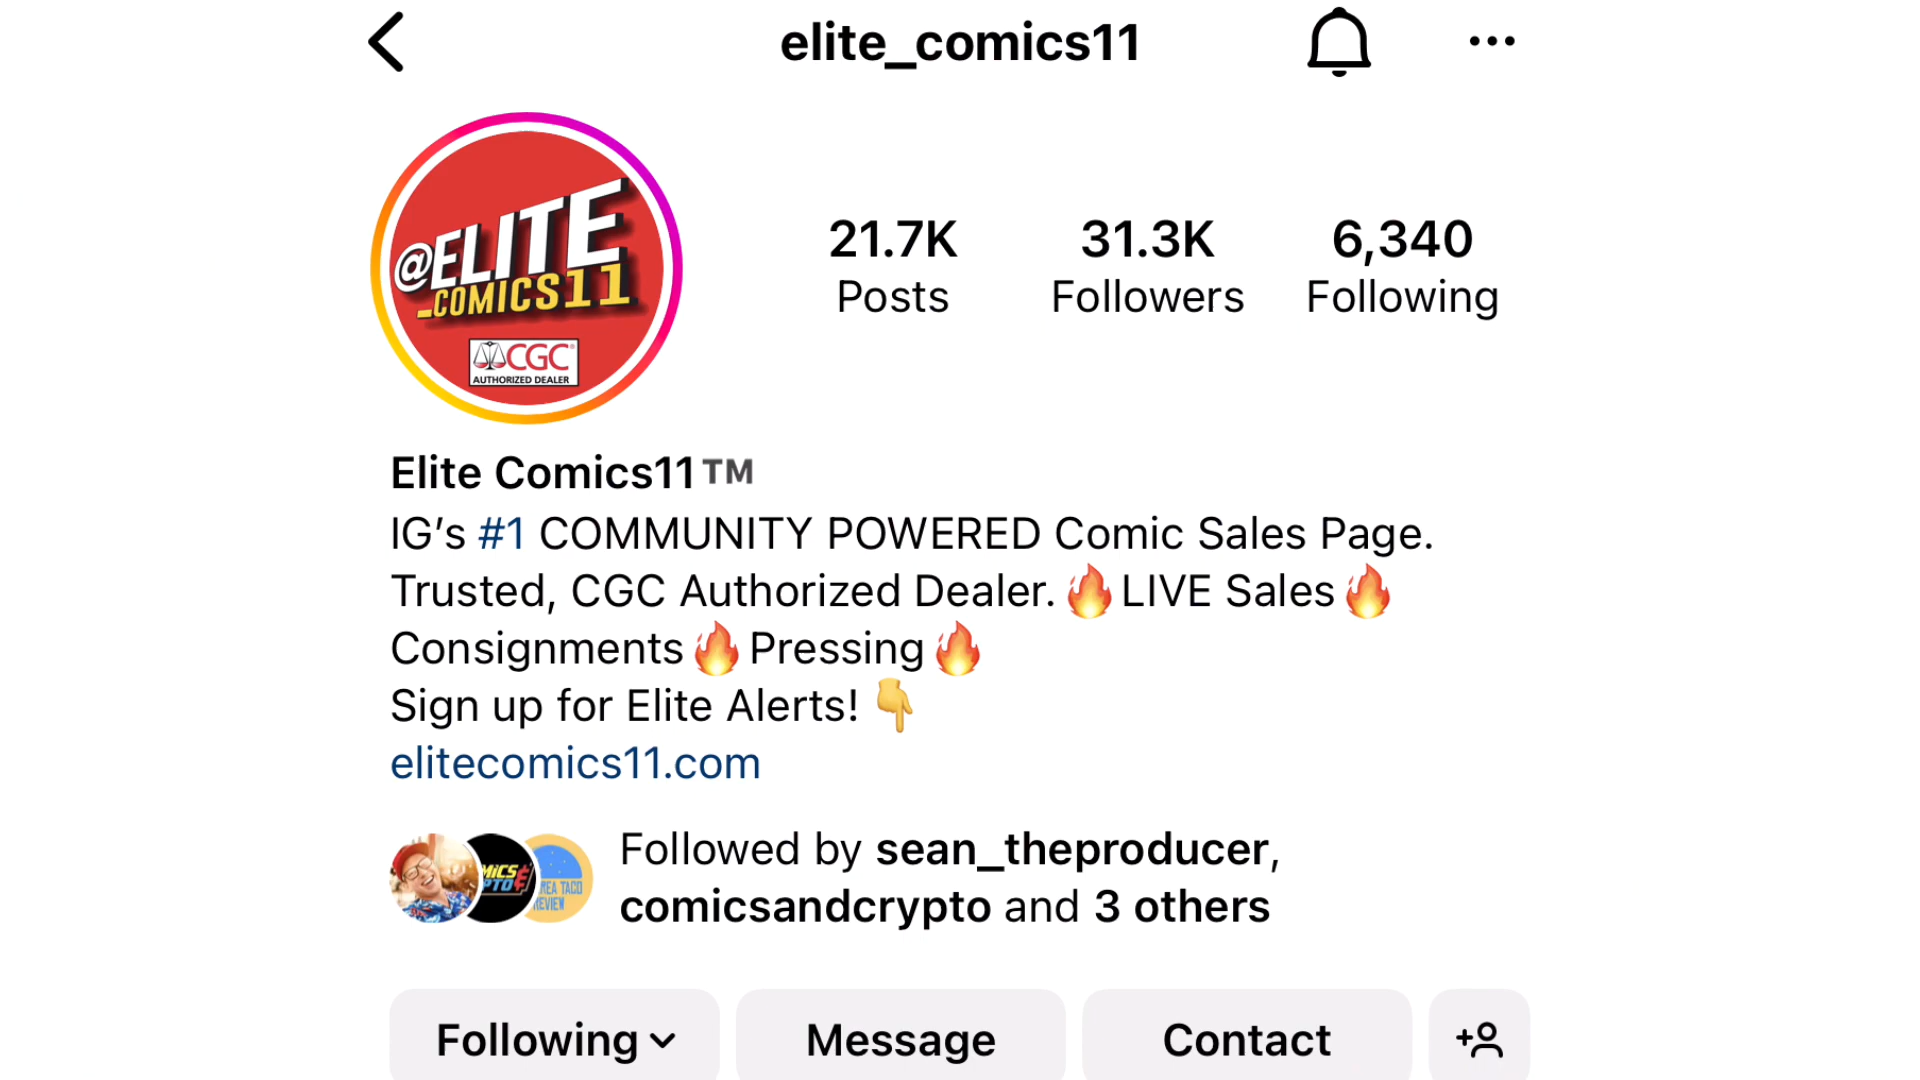 elite_comics11
@ELITE
_COMICS11
CGC
AUTHORIZED DEALER
21.7K
Posts
31.3K
Followers
6,340
Following
Elite Comics11™
IG’s #1 COMMUNITY POWERED Comic Sales Page.
Trusted, CGC Authorized Dealer.🔥LIVE Sales🔥
Consignments🔥Pressing🔥
Sign up for Elite Alerts! 👇
elitecomics11.com
Followed by sean_theproducer,
comicsandcrypto and 3 others
TACO
REVIEW
Following
Message
Contact